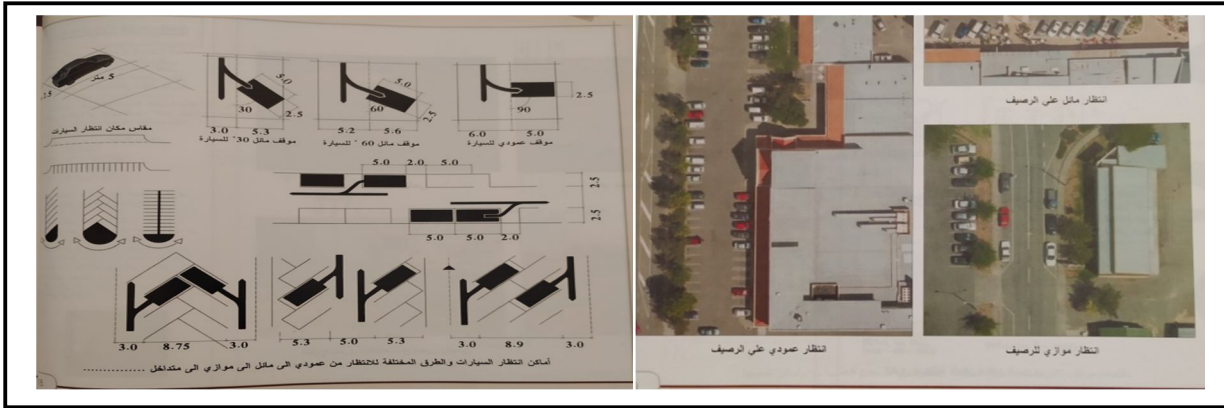 5 متر
مقاس مكان انتظار السيارت
30
5.0
2.5
3.0 5.3
موقف مائل 30° للسيارة
60
5.0
2.5
5.2 5.6
موقف مائل 60° للسيارة
90
2.5
6.0 5.0
موقف عمودي للسيارة
5.0 2.0 5.0
2.5
2.5
5.0 5.0 2.0
3.0 8.75 3.0
5.3 5.0 5.3
3.0 8.9 3.0
أماكن انتظار السيارات والطرق المختلفة للانتظار من عمودي الى مائل الى موازي الى متداخل ............
انتظار مائل علي الرصيف
انتظار عمودي علي الرصيف
انتظار موازي للرصيف